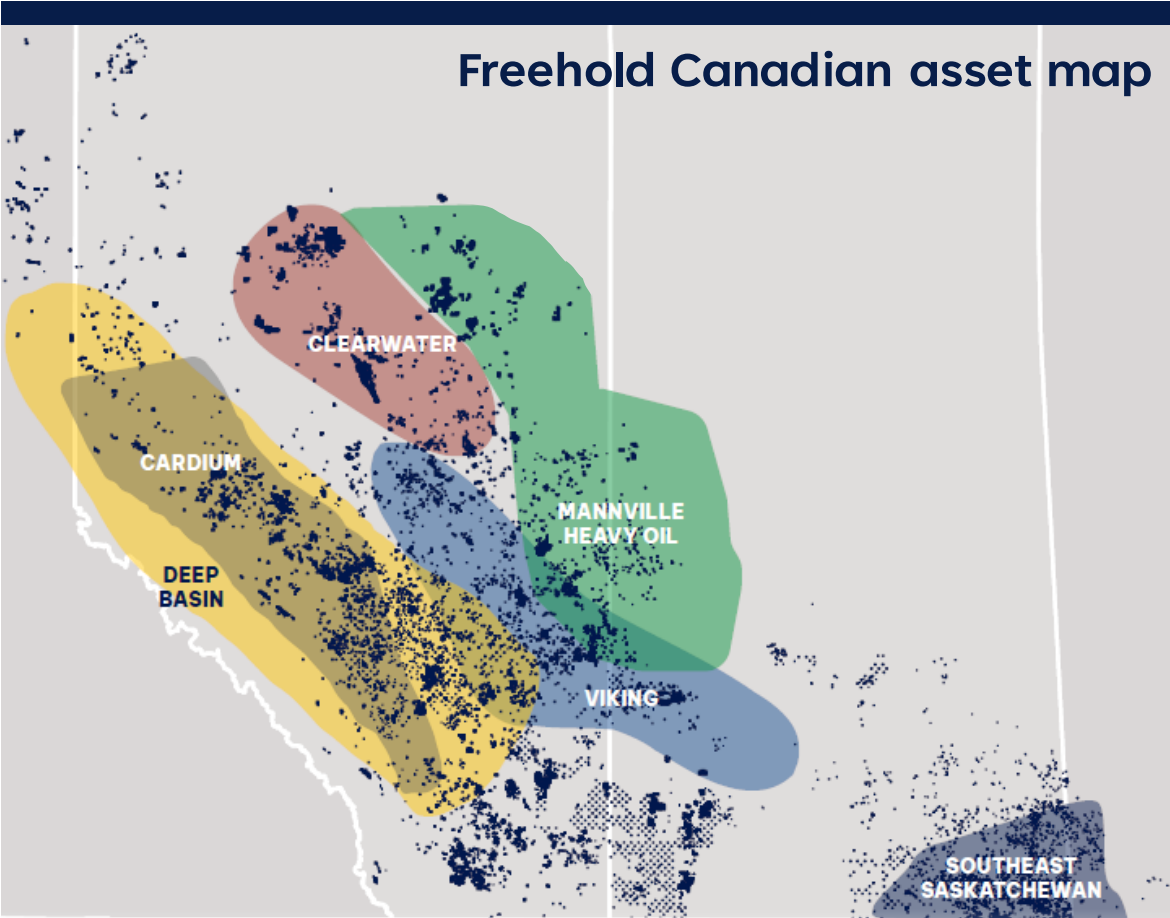 Freehold Canadian asset map
CLEARWATER
CARDIUM
MANNVILLE
HEAVY OIL
DEEP
BASIN
VIKING
SOUTHEAST
SASKATCHEWAN